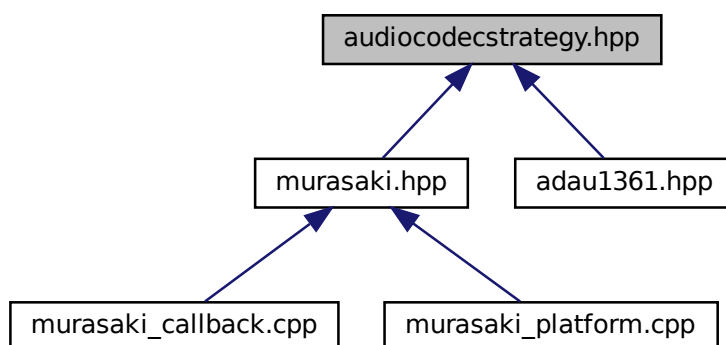 audiocodecstrategy.hpp
murasaki.hpp
adau1361.hpp
murasaki_callback.cpp
murasaki_platform.cpp